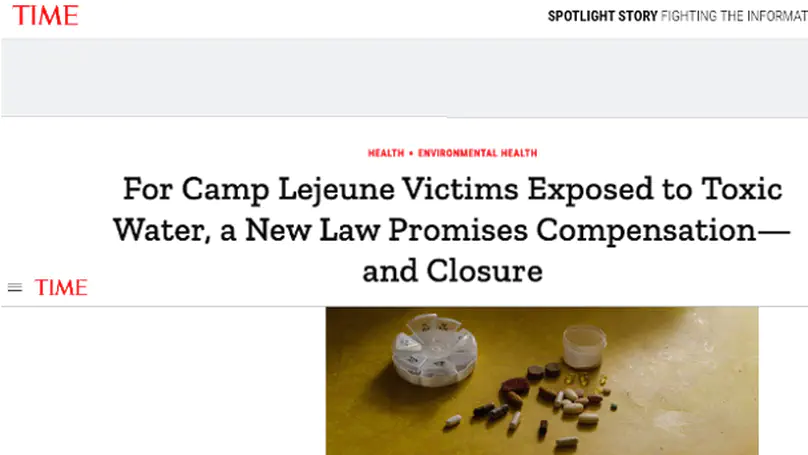 TIME
SPOTLIGHT STORY FIGHTING THE INFORMAT
HEALTH • ENVIRONMENTAL HEALTH
For Camp Lejeune Victims Exposed to Toxic
Water, a New Law Promises Compensation—
and Closure
TIME